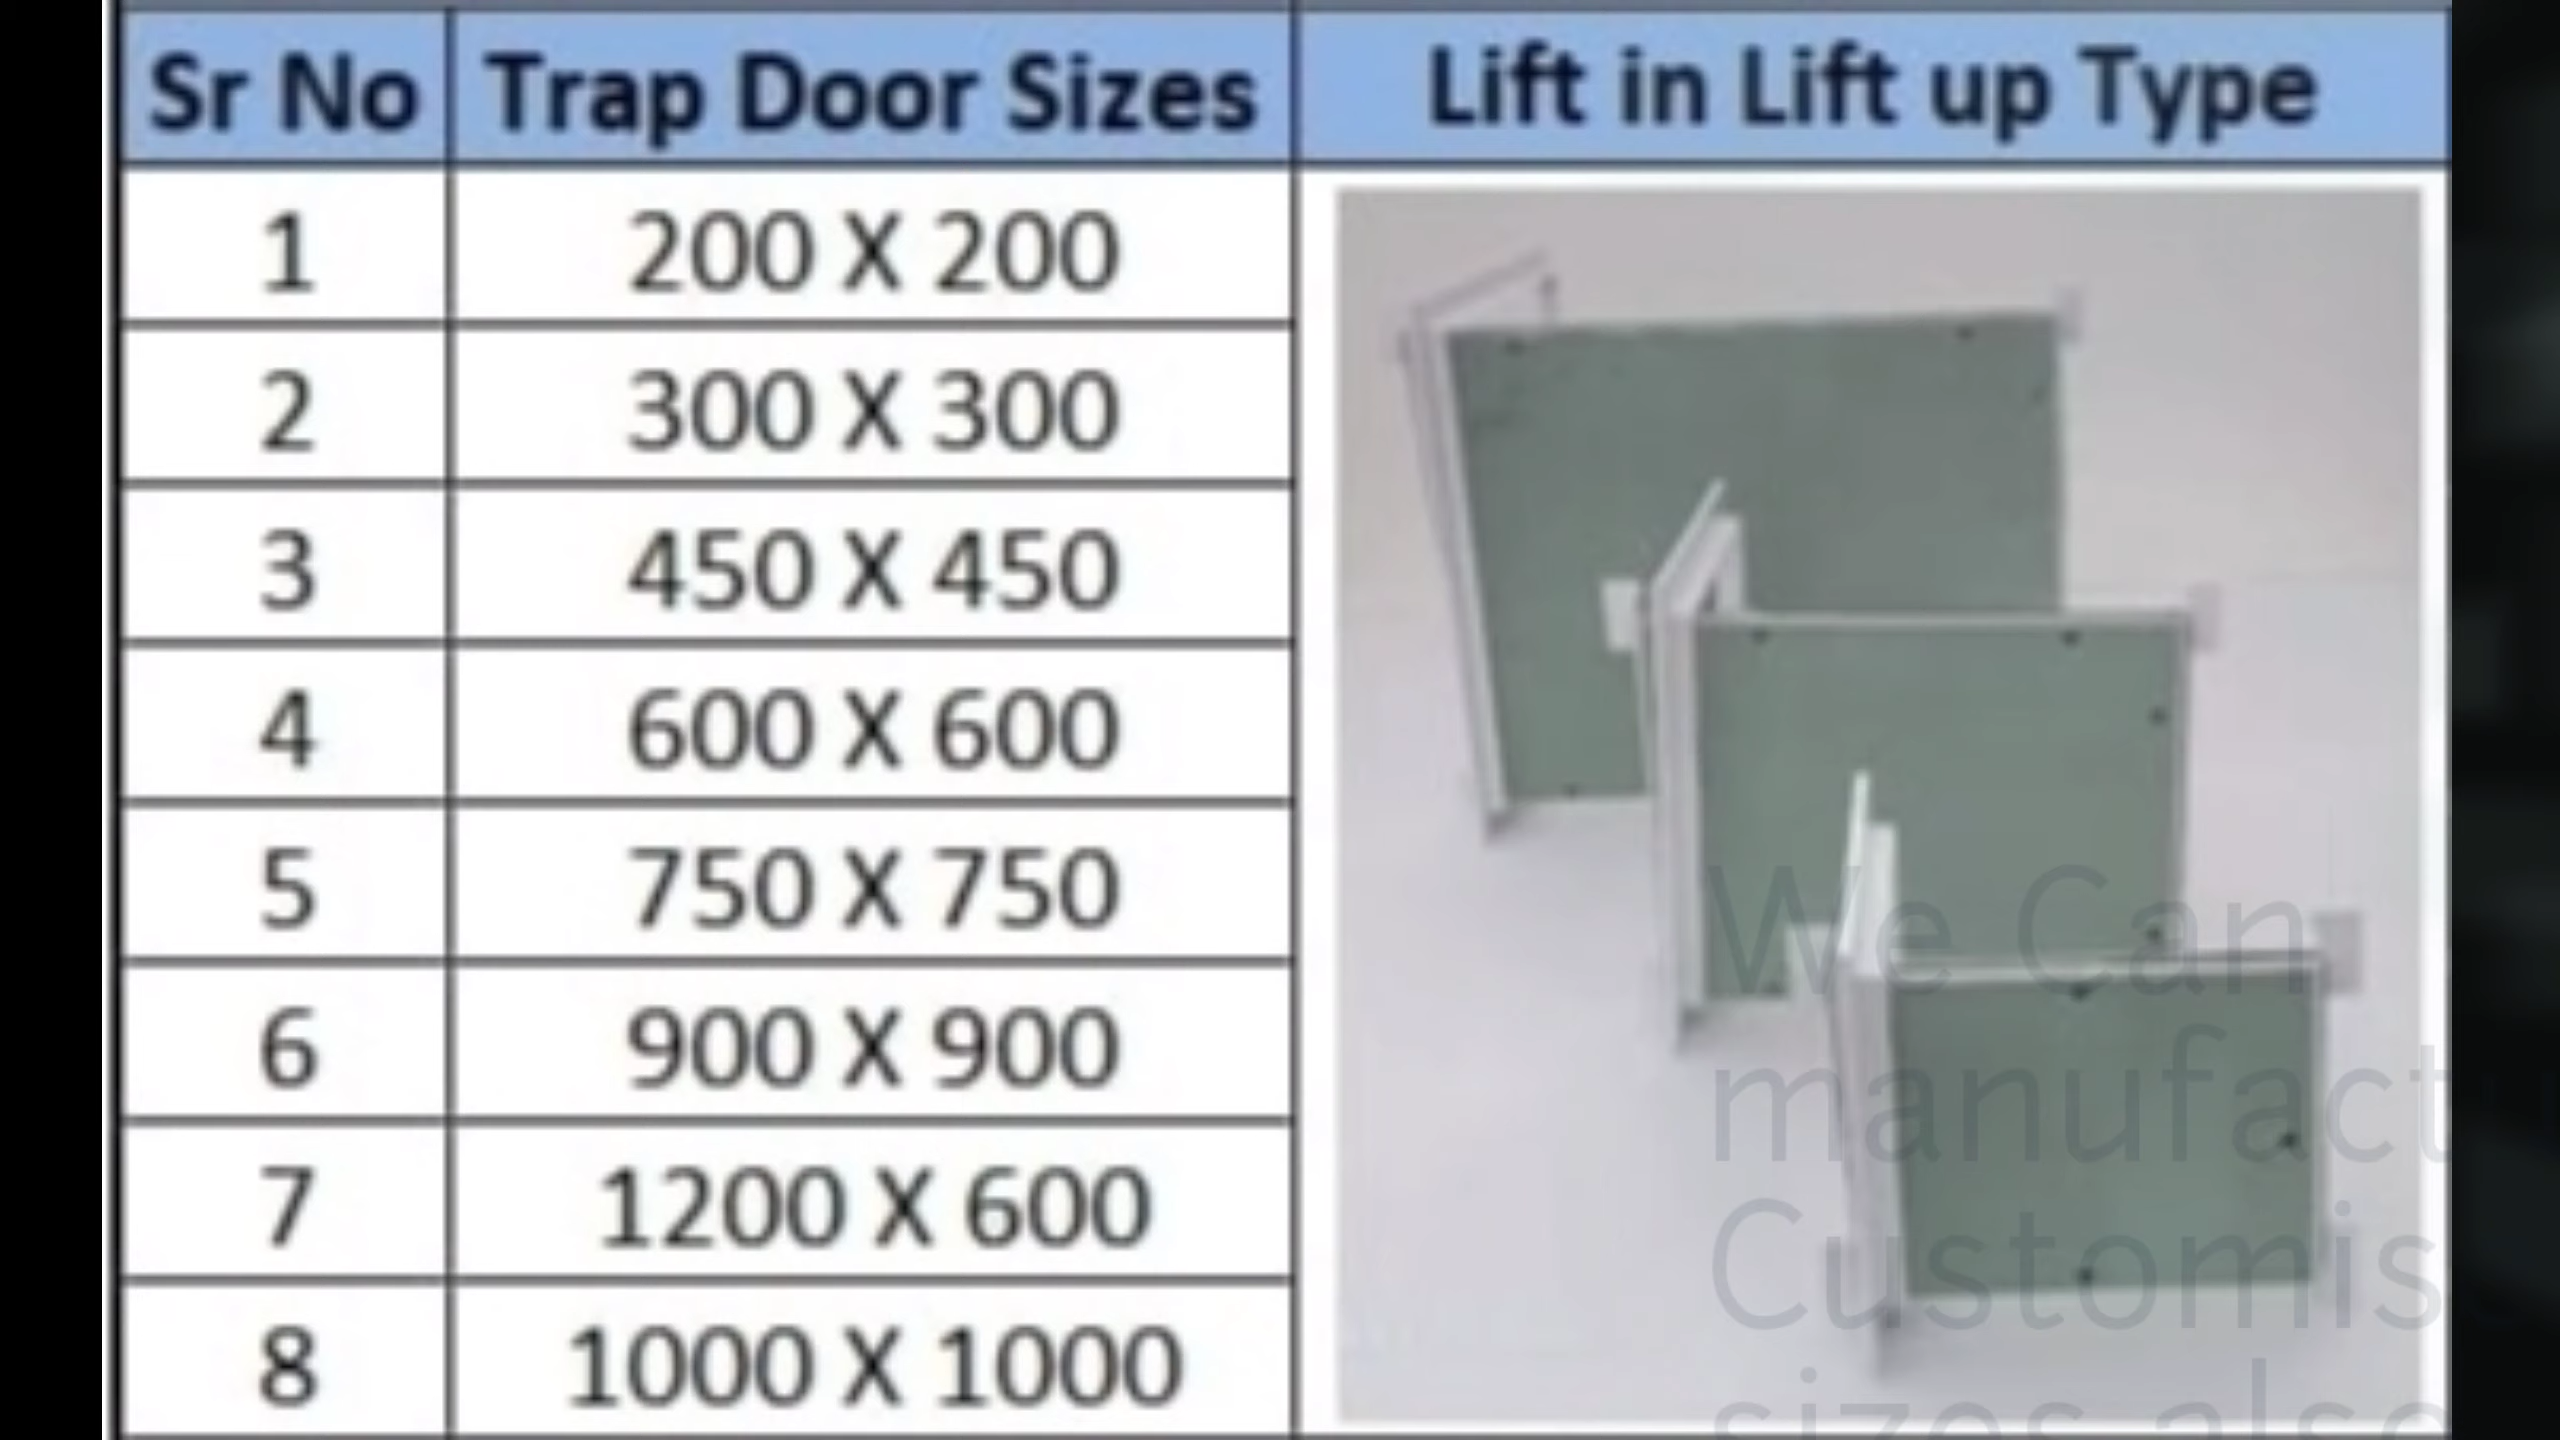 Sr No Trap Door Sizes Lift in Lift up Type
1 200 X 200
2 300 X 300
3 450 X 450
4 600 X 600
5 750 X 750
6 900 X 900
7 1200 X 600
8 1000 X 1000
We Can
manufact
Customis
sizes also